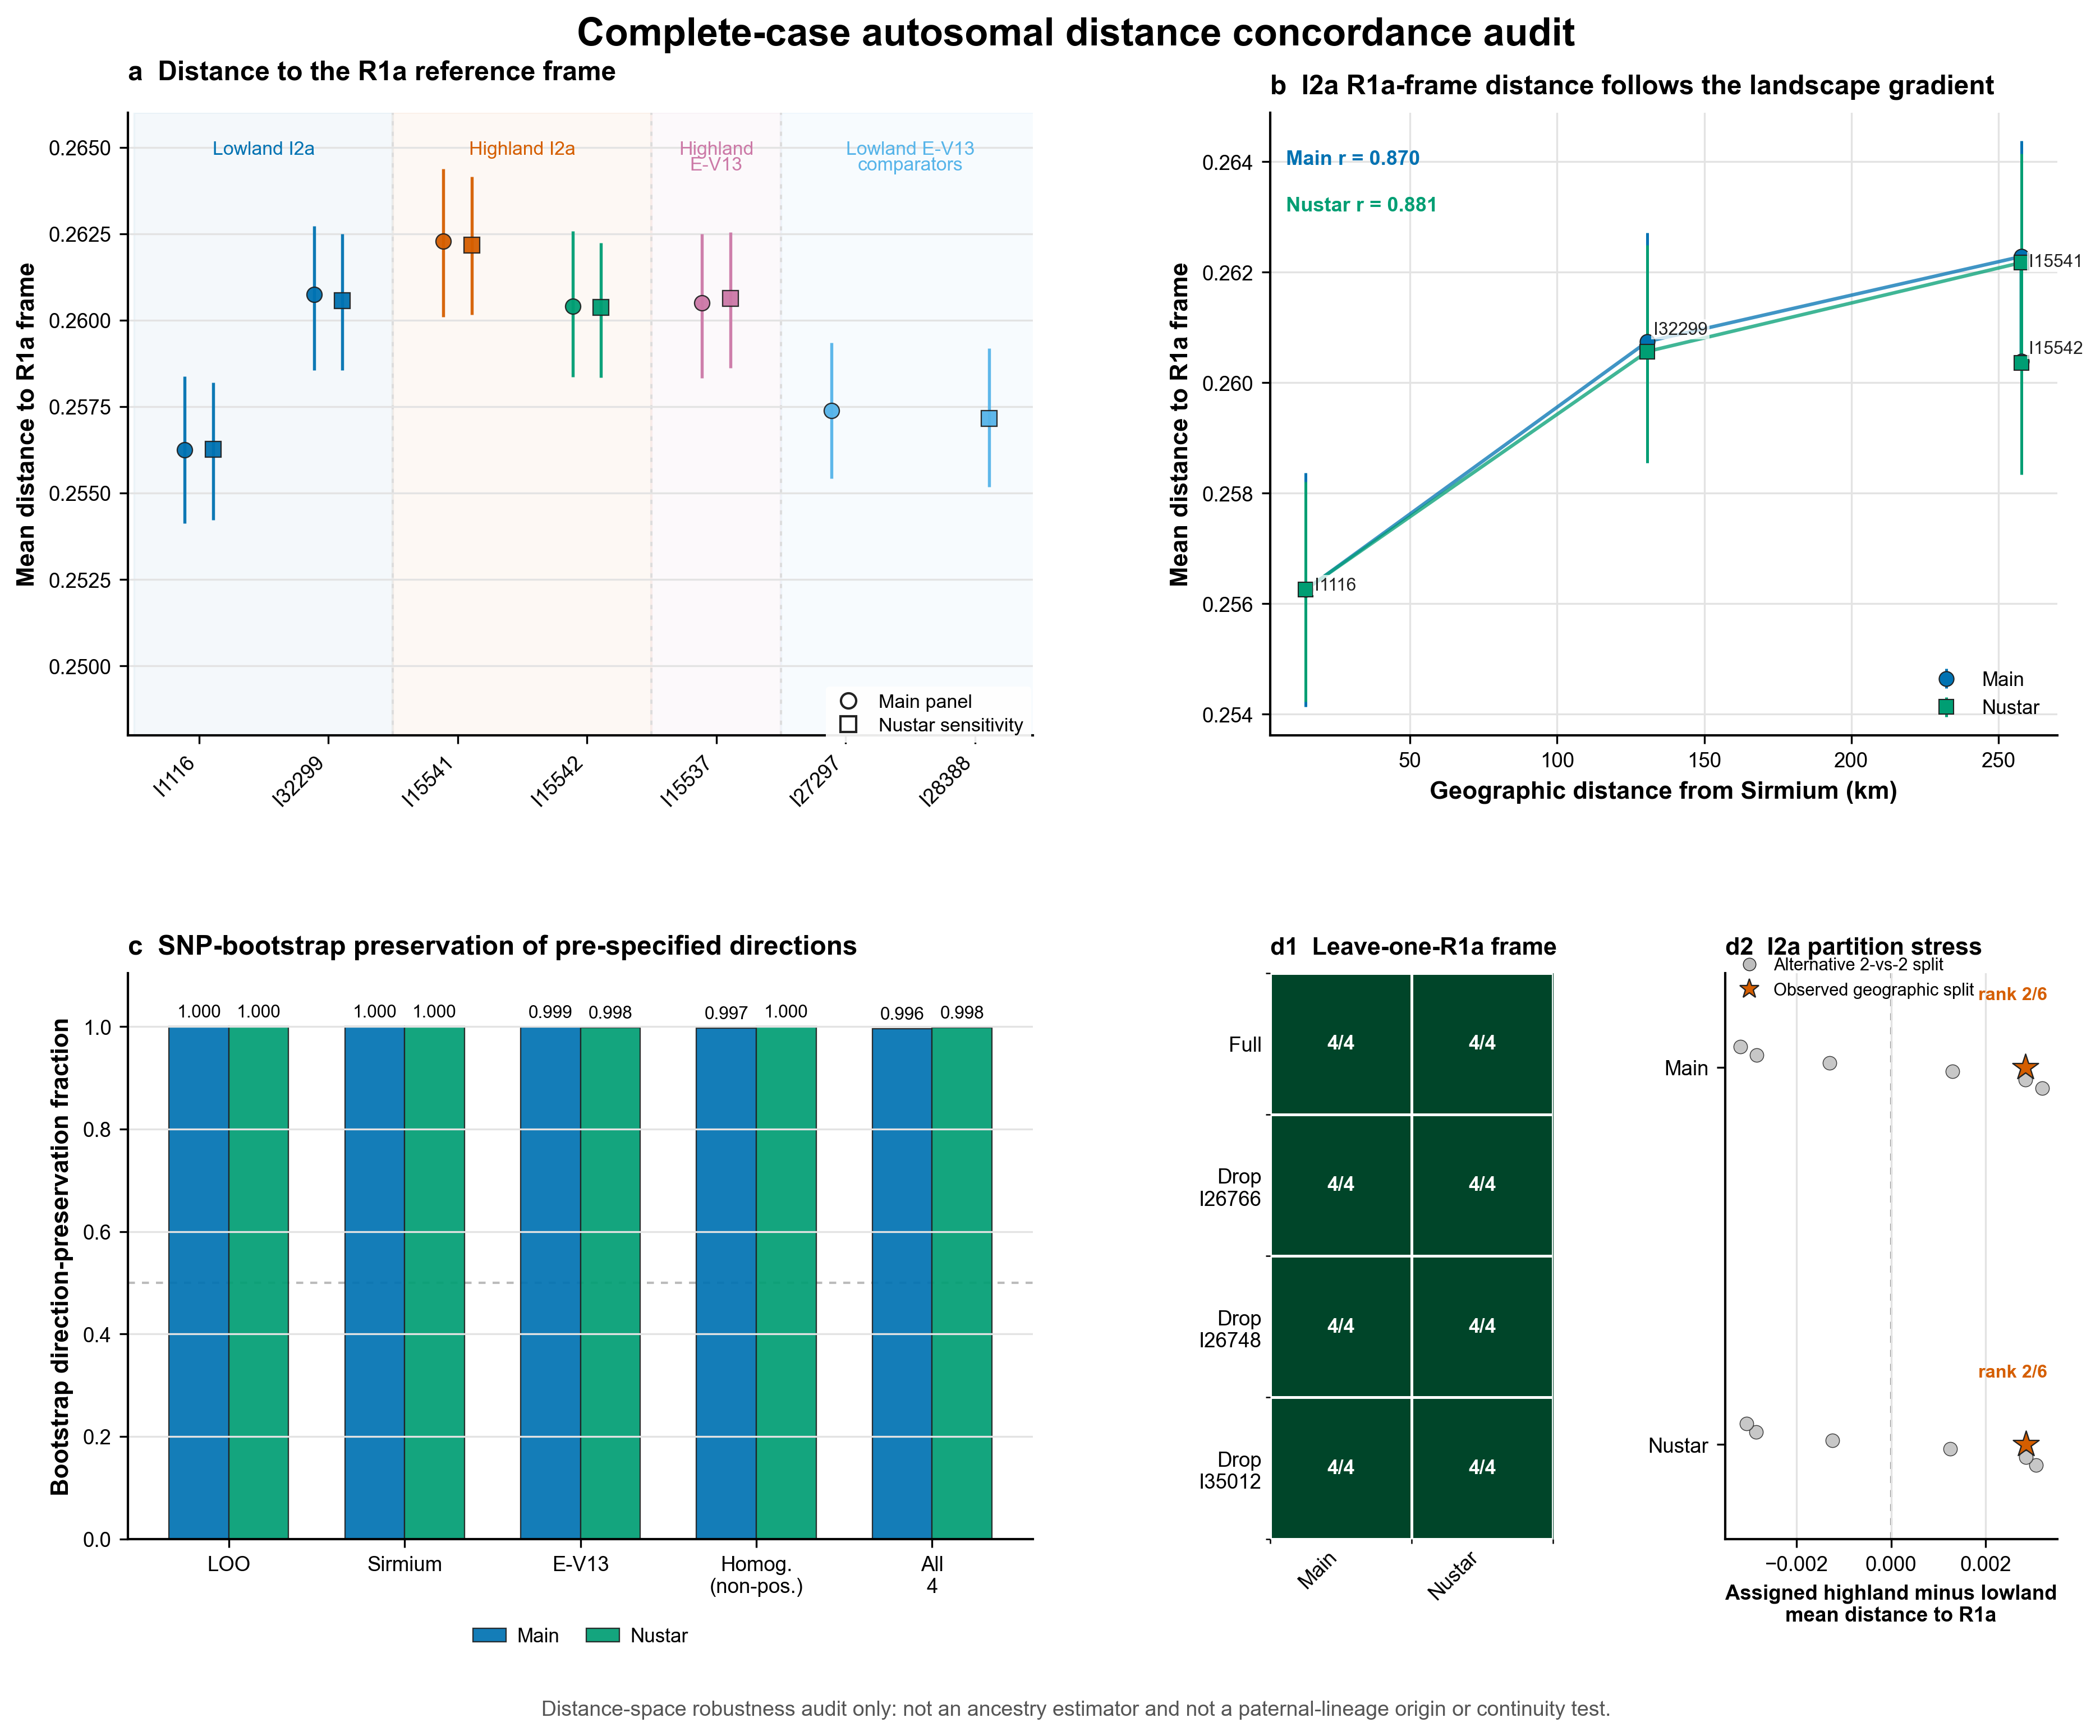 Complete-case autosomal distance concordance audit
a Distance to the R1a reference frame
Mean distance to R1a frame
0.2650
0.2625
0.2600
0.2575
0.2550
0.2525
0.2500
Lowland I2a
Highland I2a
Highland
E-V13
Lowland E-V13
comparators
Main panel
Nustar sensitivity
I1116
I32299
I15541
I15542
I15537
I27297
I28388
b I2a R1a-frame distance follows the landscape gradient
Mean distance to R1a frame
0.264
0.262
0.260
0.258
0.256
0.254
Main r = 0.870
Nustar r = 0.881
I15541
I32299
I15542
I1116
Main
Nustar
50
100
150
200
250
Geographic distance from Sirmium (km)
c SNP-bootstrap preservation of pre-specified directions
Bootstrap direction-preservation fraction
1.0
0.8
0.6
0.4
0.2
0.0
1.000
1.000
1.000
1.000
0.999
0.998
0.997
1.000
0.996
0.998
LOO
Sirmium
E-V13
Homog.
(non-pos.)
All
4
Main
Nustar
d1 Leave-one-R1a frame
Full
4/4
4/4
Drop
I26766
4/4
4/4
Drop
I26748
4/4
4/4
Drop
I35012
4/4
4/4
Main
Nustar
d2 I2a partition stress
Alternative 2-vs-2 split
Observed geographic split
rank 2/6
Main
rank 2/6
Nustar
−0.002
0.000
0.002
Assigned highland minus lowland
mean distance to R1a
Distance-space robustness audit only: not an ancestry estimator and not a paternal-lineage origin or continuity test.